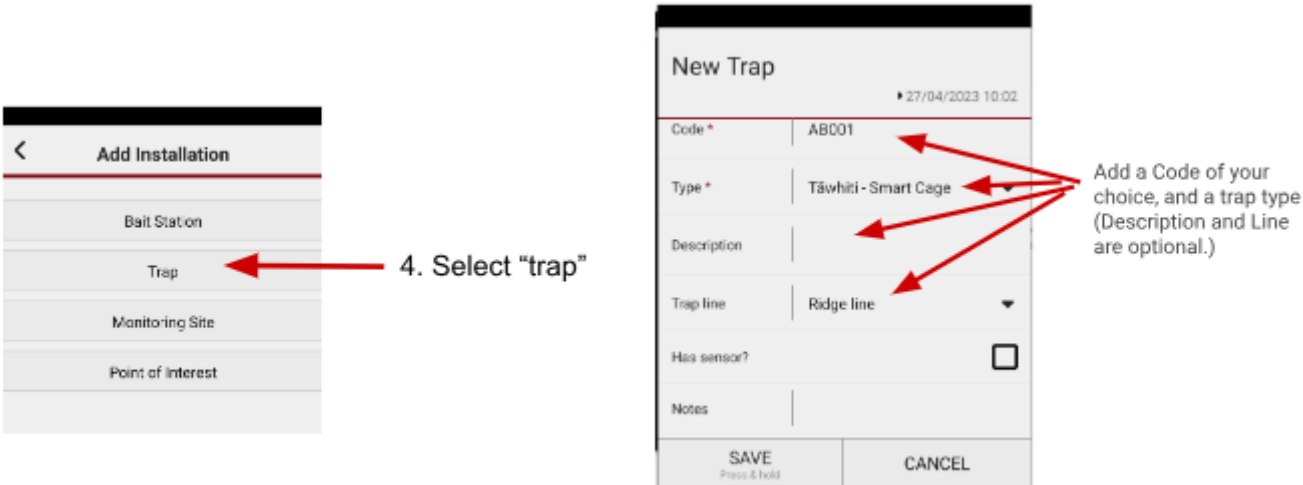 Add Installation
Bait Station
Trap
Monitoring Site
Point of Interest
4. Select “trap”
New Trap
27/04/2023 10:02
Code * AB001
Type * Tāwhiti - Smart Cage
Description
Trap line Ridge line
Has sensor?
Notes
SAVE CANCEL
Press & hold
Add a Code of your
choice, and a trap type
(Description and Line
are optional.)